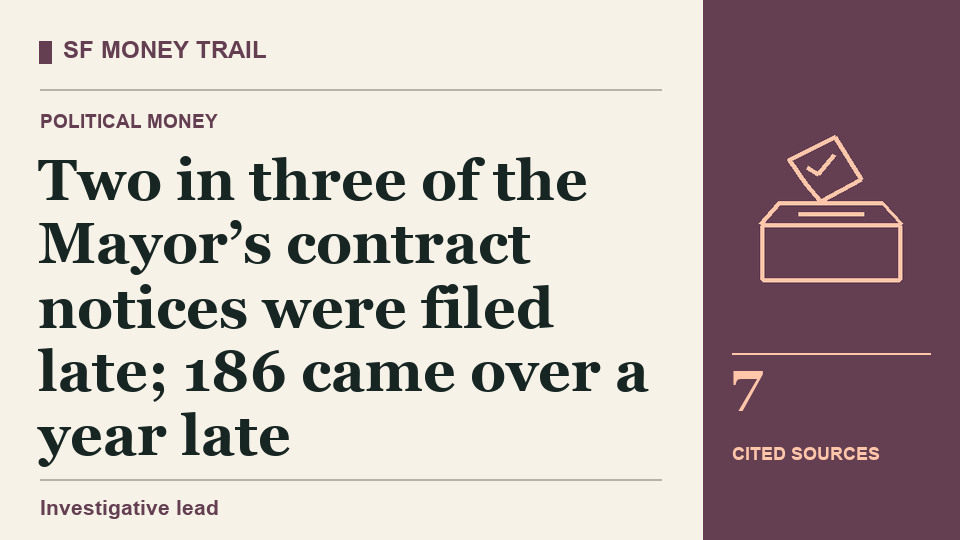 SF MONEY TRAIL
POLITICAL MONEY
Two in three of the
Mayor’s contract
notices were filed
late; 186 came over a
year late
Investigative lead
7
CITED SOURCES